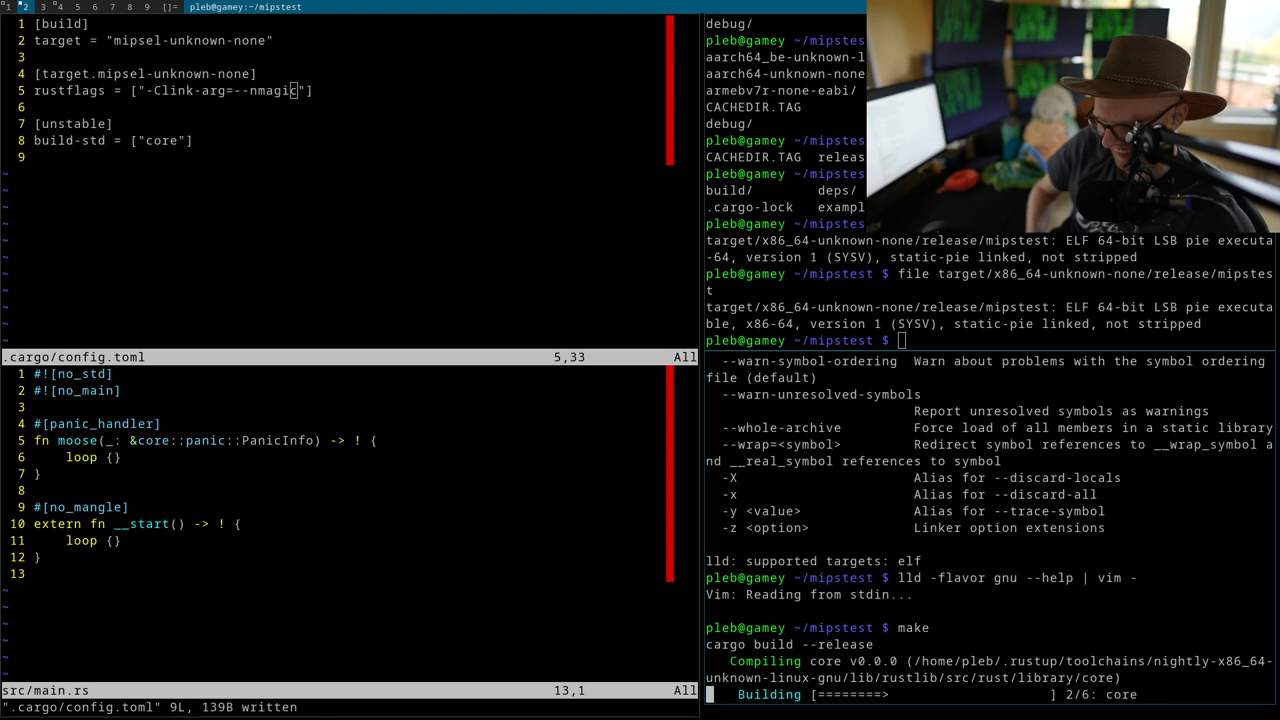 1 2 3 4 5 6 7 8 9 []= pleb@gamey:~/mipstest
1 [build]
2 target = "mipsel-unknown-none"
3
4 [target.mipsel-unknown-none]
5 rustflags = ["-Clink-arg=--nmagic"]
6
7 [unstable]
8 build-std = ["core"]
9
~
~
~
~
~
~
~
~
~
~
~
.cargo/config.toml 5,33 All
1 #![no_std]
2 #![no_main]
3
4 #[panic_handler]
5 fn moose(_: &core::panic::PanicInfo) -> ! {
6     loop {}
7 }
8
9 #[no_mangle]
10 extern fn __start() -> ! {
11     loop {}
12 }
13
~
~
~
~
~
~
src/main.rs 13,1 All
".cargo/config.toml" 9L, 139B written
debug/
pleb@gamey ~/mipstes
aarch64_be-unknown-l
aarch64-unknown-none
armebv7r-none-eabi/
CACHEDIR.TAG
debug/
pleb@gamey ~/mipstes
CACHEDIR.TAG  releas
pleb@gamey ~/mipstes
build/        deps/
.cargo-lock   exampl
pleb@gamey ~/mipstes
target/x86_64-unknown-none/release/mipstest: ELF 64-bit LSB pie executa
-64, version 1 (SYSV), static-pie linked, not stripped
pleb@gamey ~/mipstest $ file target/x86_64-unknown-none/release/mipstes
t
target/x86_64-unknown-none/release/mipstest: ELF 64-bit LSB pie executa
ble, x86-64, version 1 (SYSV), static-pie linked, not stripped
pleb@gamey ~/mipstest $
--warn-symbol-ordering  Warn about problems with the symbol ordering
file (default)
--warn-unresolved-symbols
Report unresolved symbols as warnings
--whole-archive         Force load of all members in a static library
--wrap=<symbol>         Redirect symbol references to __wrap_symbol a
nd __real_symbol references to symbol
-X                      Alias for --discard-locals
-x                      Alias for --discard-all
-y <value>              Alias for --trace-symbol
-z <option>             Linker option extensions
lld: supported targets: elf
pleb@gamey ~/mipstest $ lld -flavor gnu --help | vim -
Vim: Reading from stdin...
pleb@gamey ~/mipstest $ make
cargo build --release
Compiling core v0.0.0 (/home/pleb/.rustup/toolchains/nightly-x86_64-
unknown-linux-gnu/lib/rustlib/src/rust/library/core)
Building [========>                    ] 2/6: core